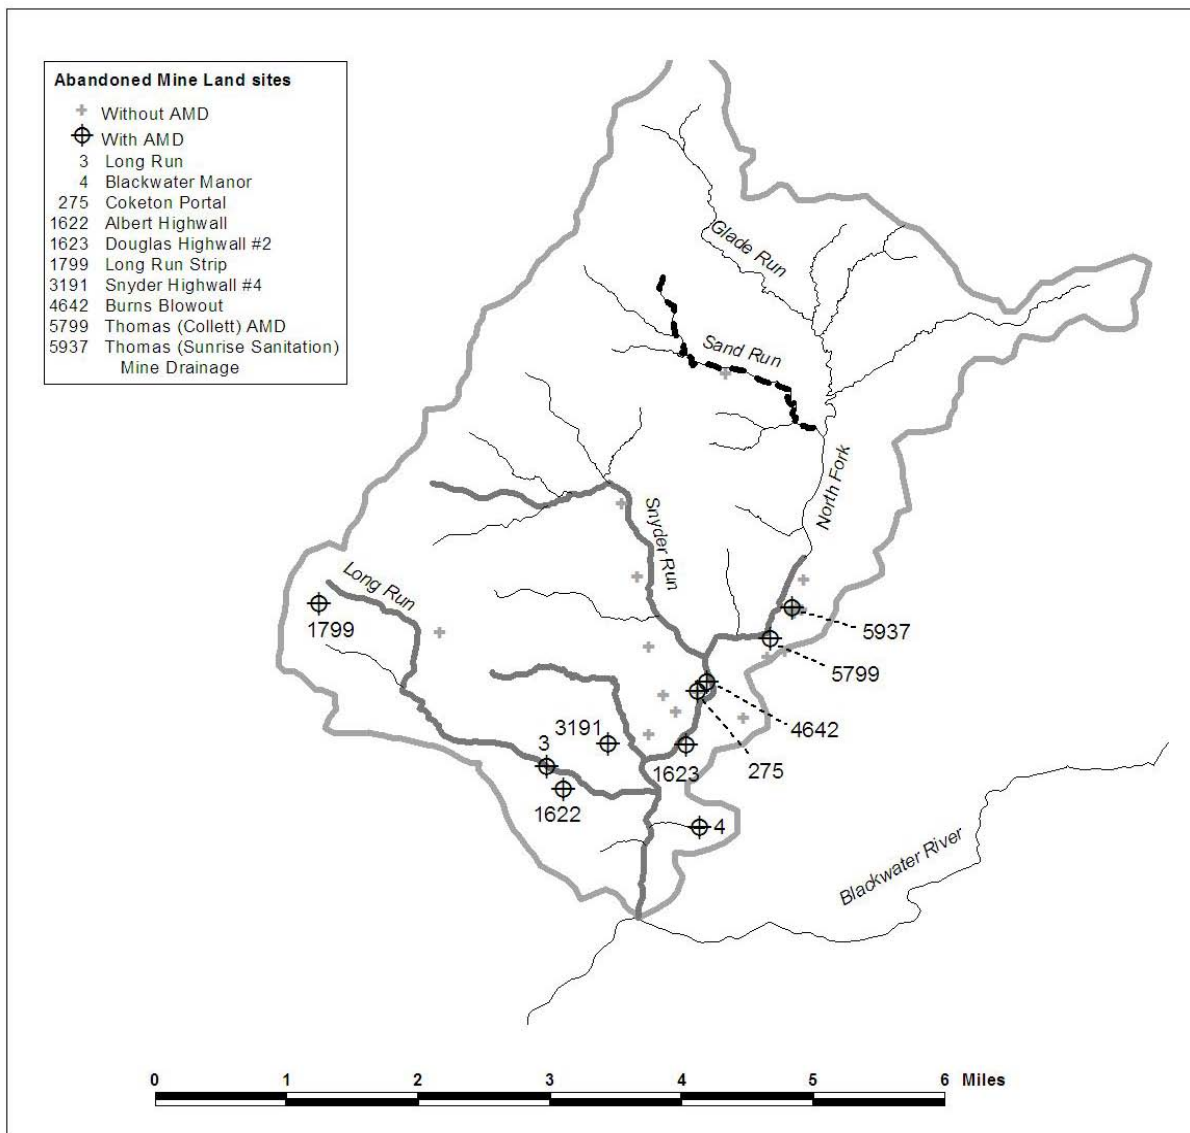 Abandoned Mine Land sites
Without AMD
With AMD
3 Long Run
4 Blackwater Manor
275 Coketon Portal
1622 Albert Highwall
1623 Douglas Highwall #2
1799 Long Run Strip
3191 Snyder Highwall #4
4642 Burns Blowout
5799 Thomas (Collett) AMD
5937 Thomas (Sunrise Sanitation)
Mine Drainage
Glade Run
Sand Run
North Fork
Snyder Run
Long Run
1799
5937
5799
4642
3191
3
1623
275
1622
4
Blackwater River
0 1 2 3 4 5 6 Miles